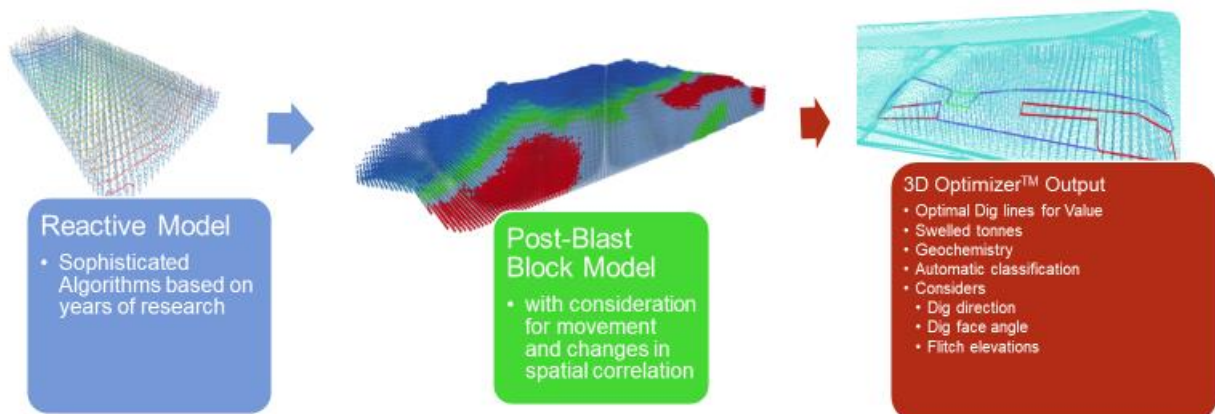 Reactive Model
• Sophisticated
Algorithms based on
years of research
Post-Blast
Block Model
• with consideration
for movement
and changes in
spatial correlation
3D Optimizer™ Output
• Optimal Dig lines for Value
• Swelled tonnes
• Geochemistry
• Automatic classification
• Considers
• Dig direction
• Dig face angle
• Flitch elevations